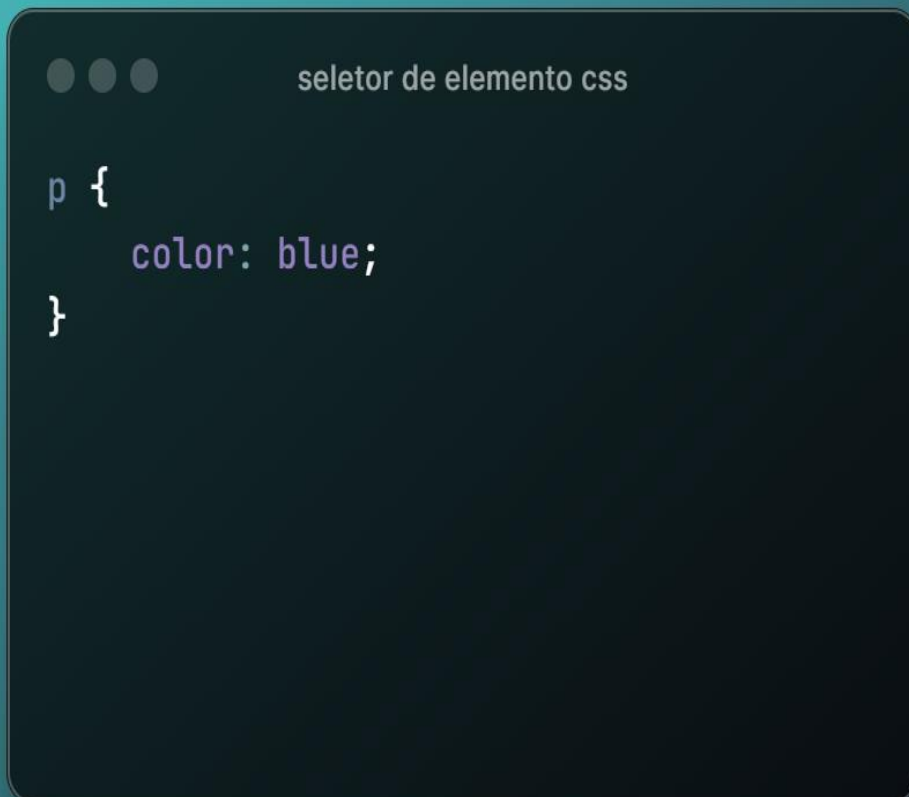 seletor de elemento css
p {
    color: blue;
}